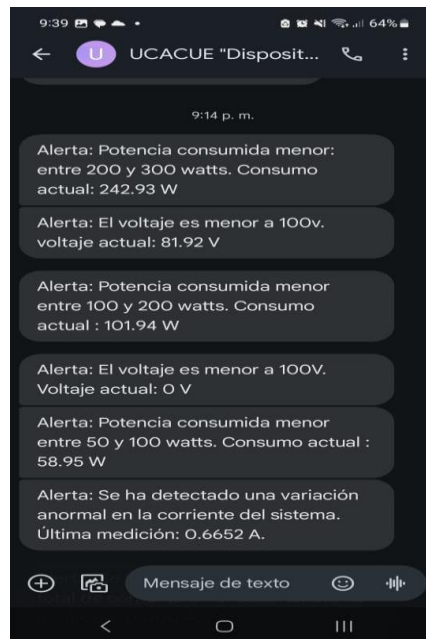 9:39
64%
U UCACUE "Disposit...
9:14 p. m.
Alerta: Potencia consumida menor:
entre 200 y 300 watts. Consumo
actual: 242.93 W
Alerta: El voltaje es menor a 100v.
voltaje actual: 81.92 V
Alerta: Potencia consumida menor
entre 100 y 200 watts. Consumo
actual : 101.94 W
Alerta: El voltaje es menor a 100V.
Voltaje actual: 0 V
Alerta: Potencia consumida menor
entre 50 y 100 watts. Consumo actual :
58.95 W
Alerta: Se ha detectado una variación
anormal en la corriente del sistema.
Última medición: 0.6652 A.
Mensaje de texto